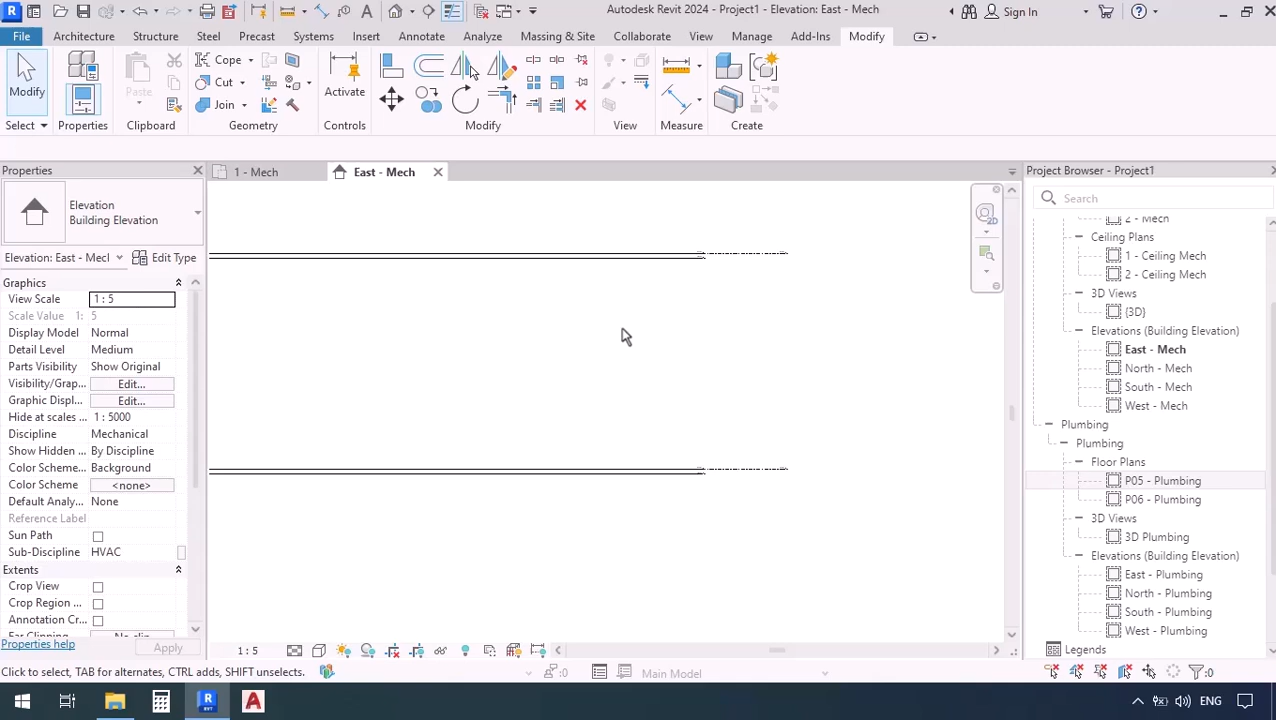 Autodesk Revit 2024 - Project1 - Elevation: East - Mech
Sign In
File
Architecture
Structure
Steel
Precast
Systems
Insert
Annotate
Analyze
Massing & Site
Collaborate
View
Manage
Add-Ins
Modify
Modify
Paste
Cope
Cut
Join
Activate
Select
Properties
Clipboard
Geometry
Controls
Modify
View
Measure
Create
Properties
1 - Mech
East - Mech
Project Browser - Project1
Elevation
Building Elevation
Elevation: East - Mecl
Edit Type
Graphics
View Scale 1 : 5
Scale Value 1: 5
Display Model Normal
Detail Level Medium
Parts Visibility Show Original
Visibility/Grap... Edit...
Graphic Displ... Edit...
Hide at scales ... 1 : 5000
Discipline Mechanical
Show Hidden ... By Discipline
Color Scheme... Background
Color Scheme <none>
Default Analy... None
Reference Label
Sun Path
Sub-Discipline HVAC
Extents
Crop View
Crop Region ...
Annotation Cr...
Far Clipping No clip
Properties help
Apply
2D
Search
2 - Mech
Ceiling Plans
1 - Ceiling Mech
2 - Ceiling Mech
3D Views
{3D}
Elevations (Building Elevation)
East - Mech
North - Mech
South - Mech
West - Mech
Plumbing
Plumbing
Floor Plans
P05 - Plumbing
P06 - Plumbing
3D Views
3D Plumbing
Elevations (Building Elevation)
East - Plumbing
North - Plumbing
South - Plumbing
West - Plumbing
Legends
1 : 5
Click to select, TAB for alternates, CTRL adds, SHIFT unselects.
:0
Main Model
:0
ENG